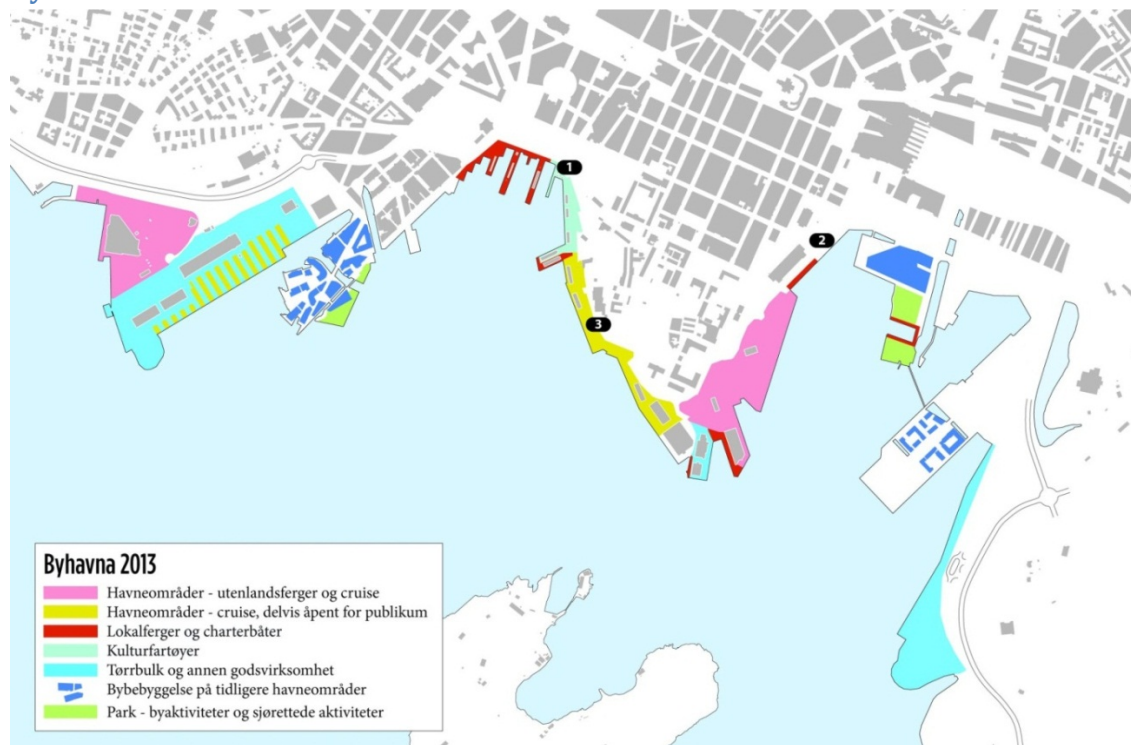 1
2
3
Byhavna 2013
Havneområder - utenlandsferger og cruise
Havneområder - cruise, delvis åpent for publikum
Lokalferger og charterbåter
Kulturfartøyer
Tørrbulk og annen godsvirksomhet
Bybebyggelse på tidligere havneområder
Park - byaktiviteter og sjørettede aktiviteter